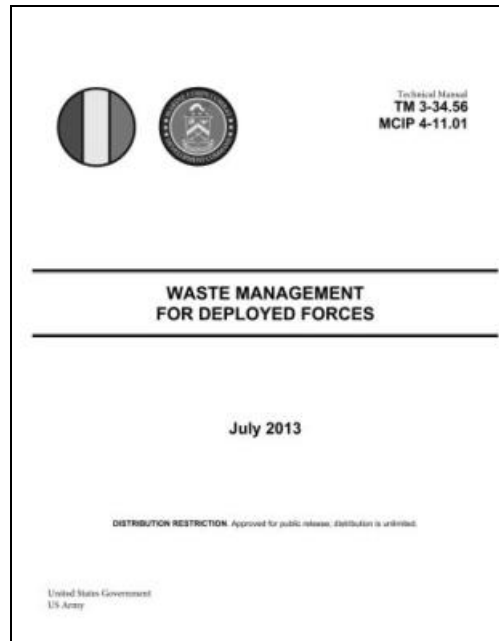 Technical Manual
TM 3-34.56
MCIP 4-11.01
WASTE MANAGEMENT
FOR DEPLOYED FORCES
July 2013
DISTRIBUTION RESTRICTION. Approved for public release; distribution is unlimited.
United States Government
US Army